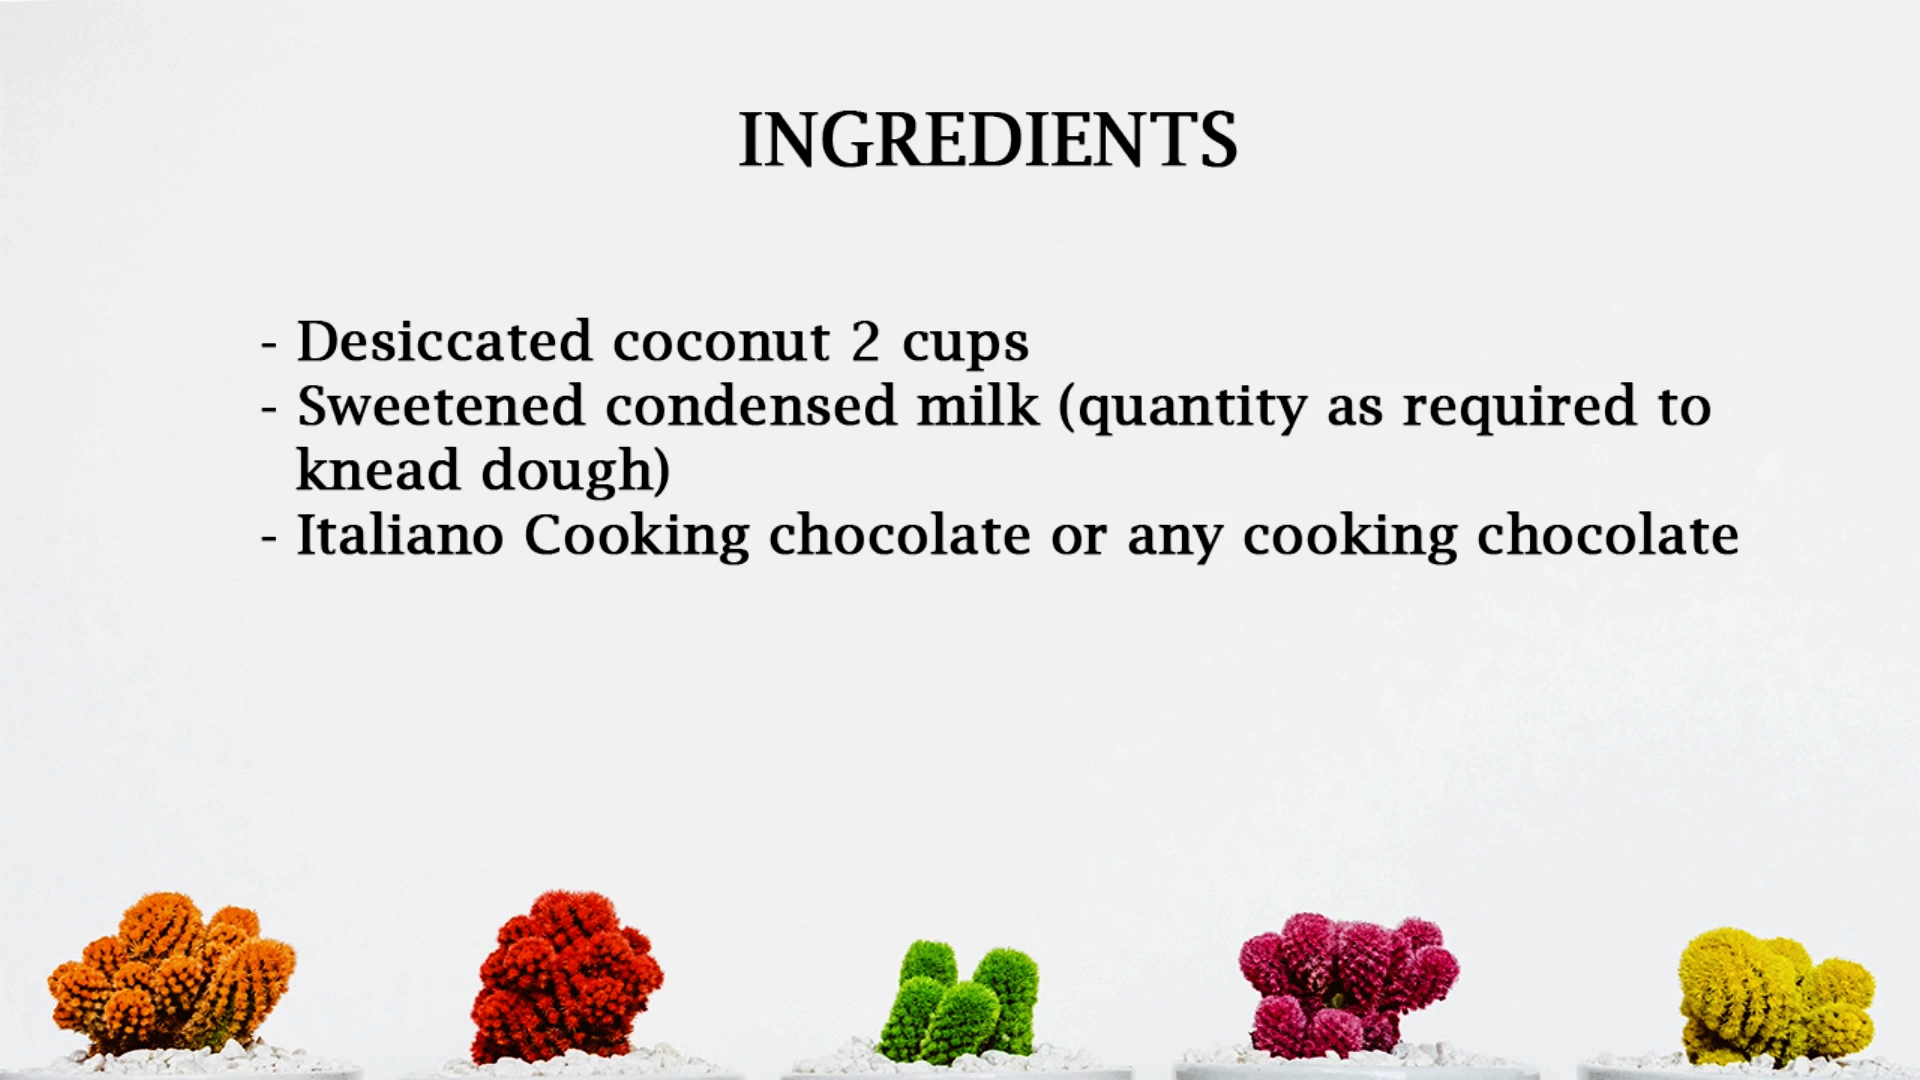 INGREDIENTS
- Desiccated coconut 2 cups
- Sweetened condensed milk (quantity as required to
knead dough)
- Italiano Cooking chocolate or any cooking chocolate